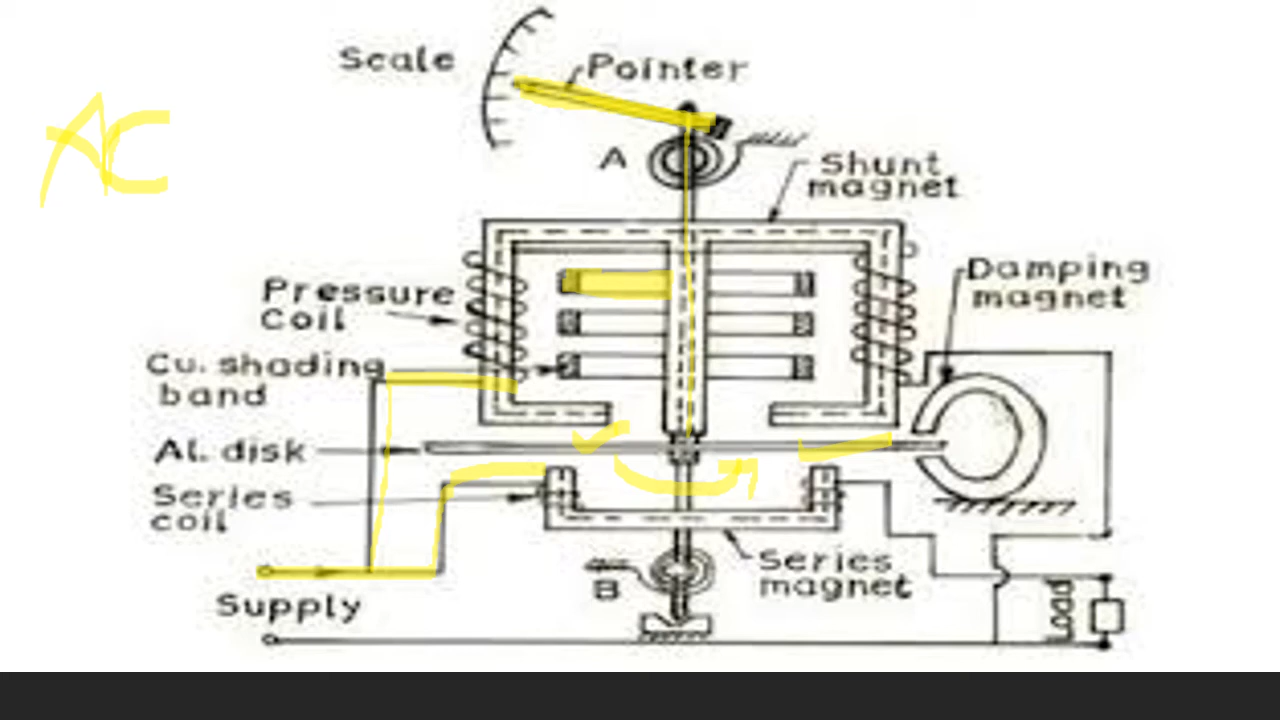 Scale
Pointer
AC
A
Shunt
magnet
Damping
magnet
Pressure
Coil
Cu. shading
band
Al. disk
Series
coil
Series
magnet
B
Supply
Load